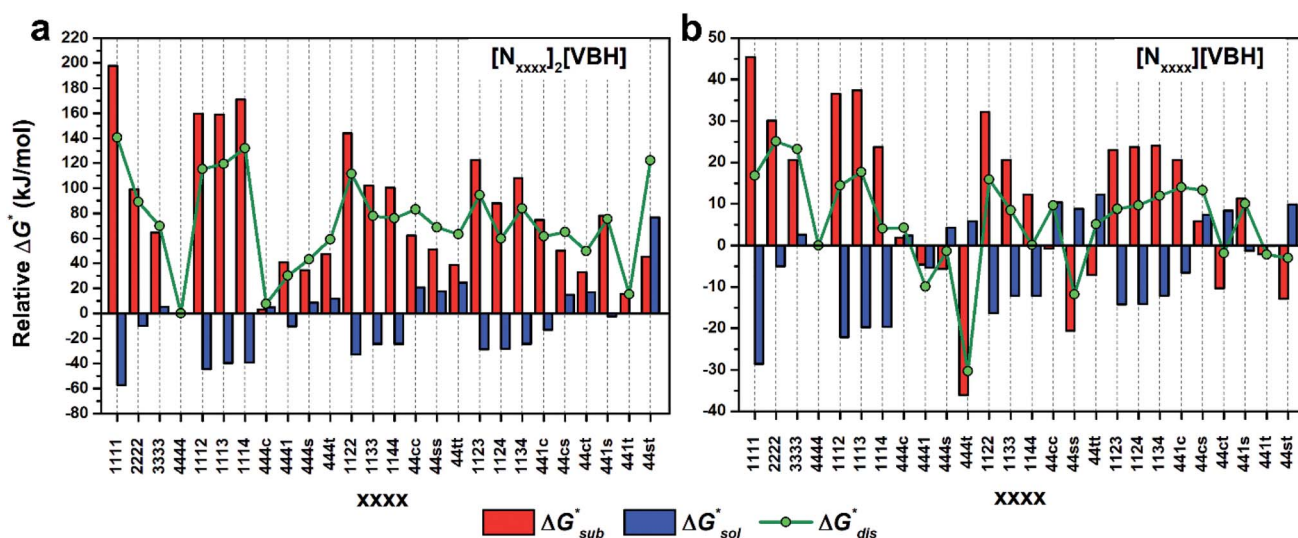 a
[Nxxxx]2[VBH]
Relative ΔG* (kJ/mol)
220
200
180
160
140
120
100
80
60
40
20
0
-20
-40
-60
-80
1111 2222 3333 4444 1112 1113 1114 444c 4441 444s 444t 1122 1133 1144 44cc 44ss 44tt 1123 1124 1134 441c 44cs 44ct 441s 441t 44st
xxxx
b
[Nxxxx][VBH]
50
40
30
20
10
0
-10
-20
-30
-40
1111 2222 3333 4444 1112 1113 1114 444c 4441 444s 444t 1122 1133 1144 44cc 44ss 44tt 1123 1124 1134 441c 44cs 44ct 441s 441t 44st
xxxx
ΔG*sub ΔG*sol ΔG*dis